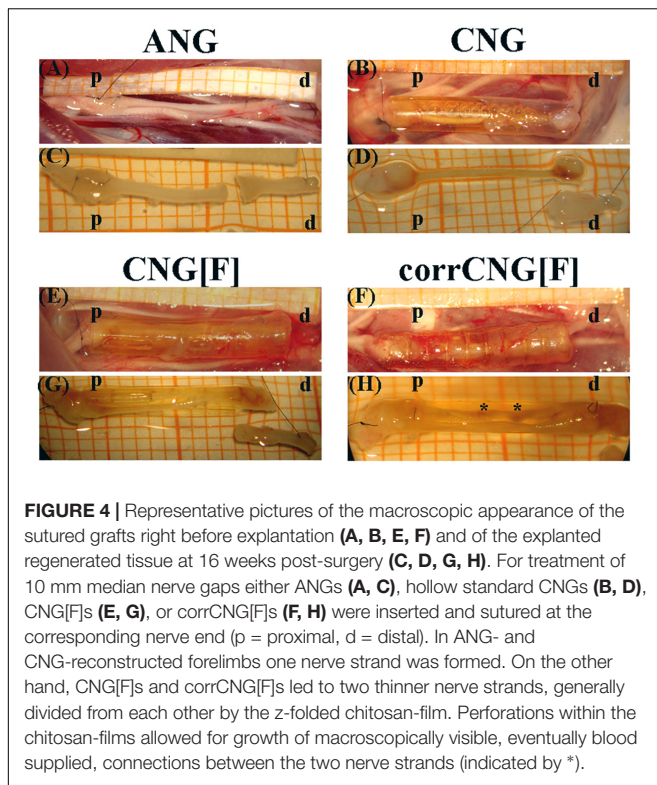 ANG
CNG
(A)
p
d
(B)
p
d
(C)
p
d
(D)
p
d
CNG[F]
corrCNG[F]
(E)
p
d
(F)
p
d
(G)
p
d
(H)
p
d
*
*
FIGURE 4 | Representative pictures of the macroscopic appearance of the
sutured grafts right before explantation (A, B, E, F) and of the explanted
regenerated tissue at 16 weeks post-surgery (C, D, G, H). For treatment of
10 mm median nerve gaps either ANGs (A, C), hollow standard CNGs (B, D),
CNG[F]s (E, G), or corrCNG[F]s (F, H) were inserted and sutured at the
corresponding nerve end (p = proximal, d = distal). In ANG- and
CNG-reconstructed forelimbs one nerve strand was formed. On the other
hand, CNG[F]s and corrCNG[F]s led to two thinner nerve strands, generally
divided from each other by the z-folded chitosan-film. Perforations within the
chitosan-films allowed for growth of macroscopically visible, eventually blood
supplied, connections between the two nerve strands (indicated by *).